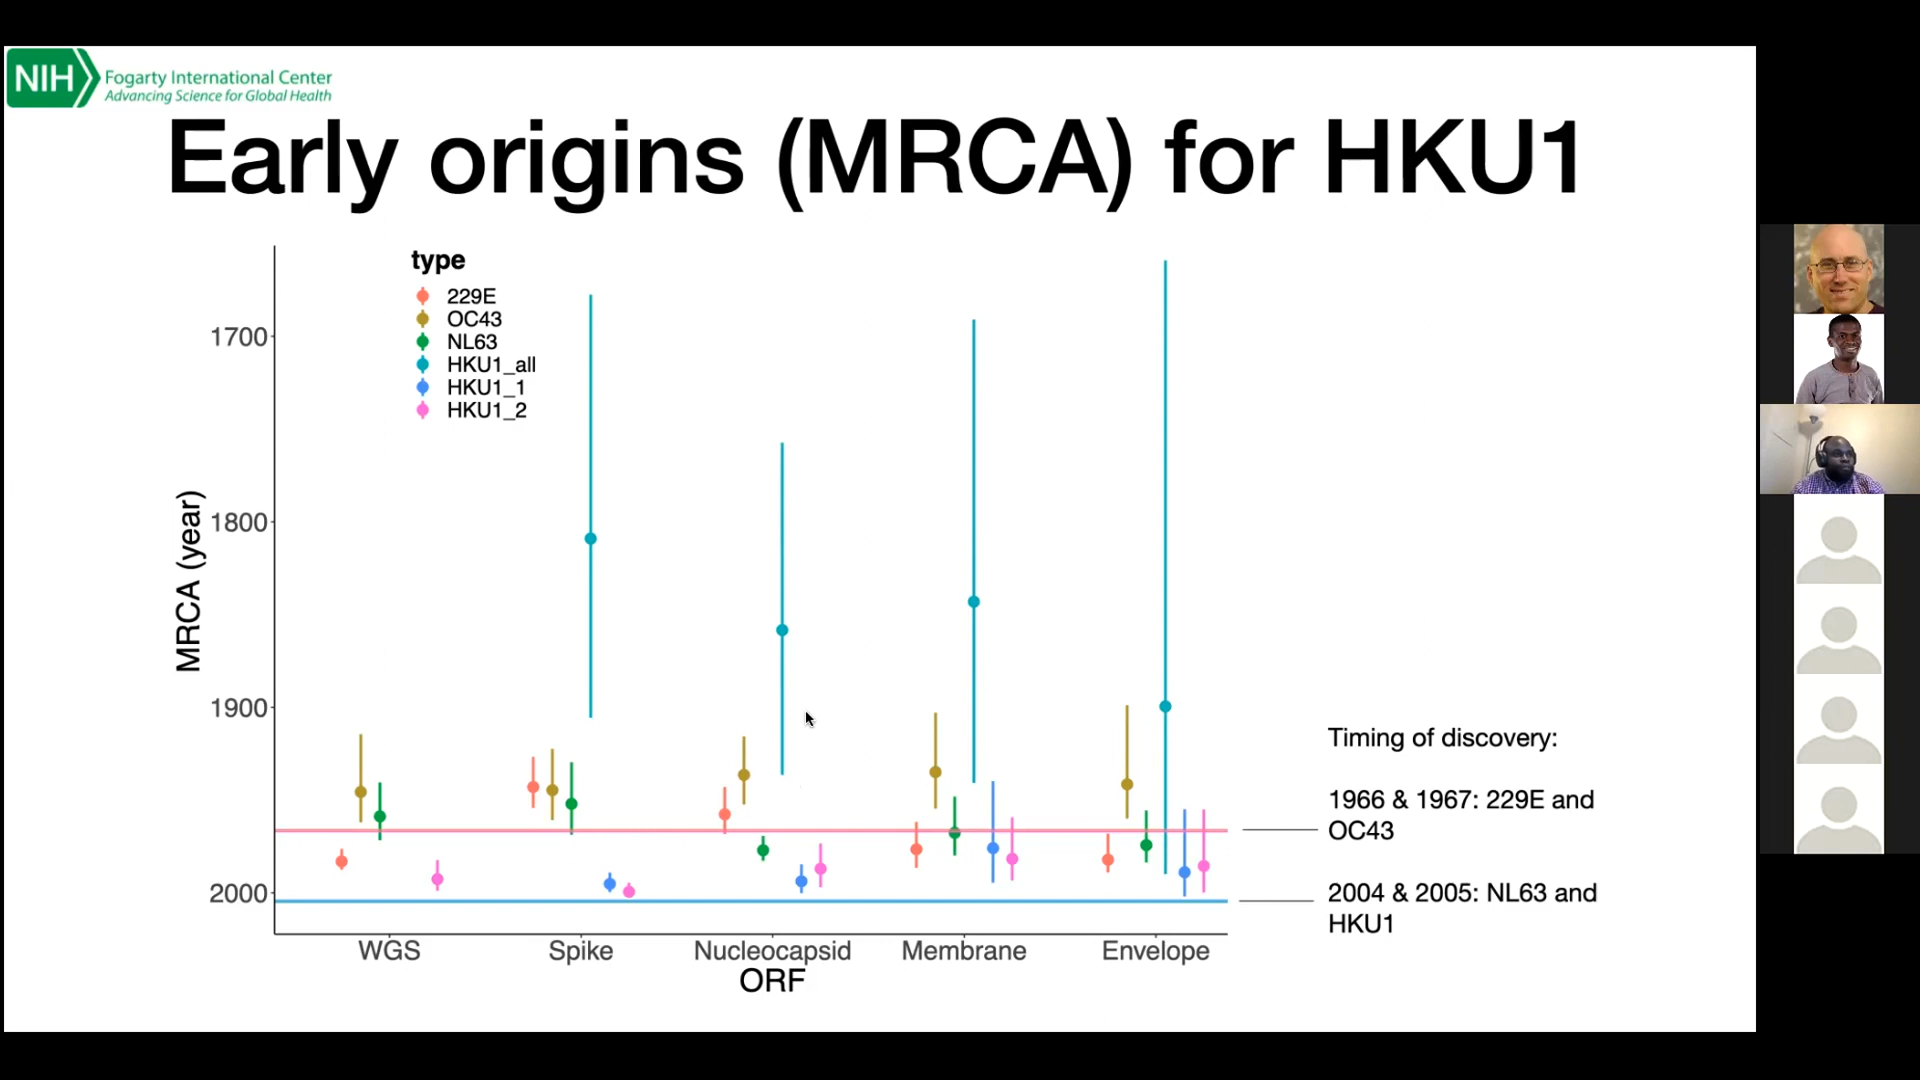 NIH
Fogarty International Center
Advancing Science for Global Health
Early origins (MRCA) for HKU1
type
229E
OC43
NL63
HKU1_all
HKU1_1
HKU1_2
MRCA (year)
1700
1800
1900
2000
WGS
Spike
Nucleocapsid
Membrane
Envelope
ORF
Timing of discovery:
1966 & 1967: 229E and
OC43
2004 & 2005: NL63 and
HKU1